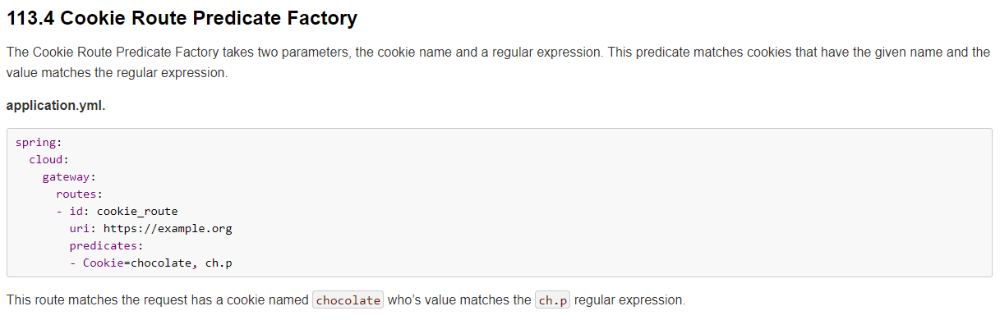 113.4 Cookie Route Predicate Factory
The Cookie Route Predicate Factory takes two parameters, the cookie name and a regular expression. This predicate matches cookies that have the given name and the
value matches the regular expression.
application.yml.
spring:
  cloud:
    gateway:
      routes:
      - id: cookie_route
        uri: https://example.org
        predicates:
        - Cookie=chocolate, ch.p
This route matches the request has a cookie named chocolate who's value matches the ch.p regular expression.